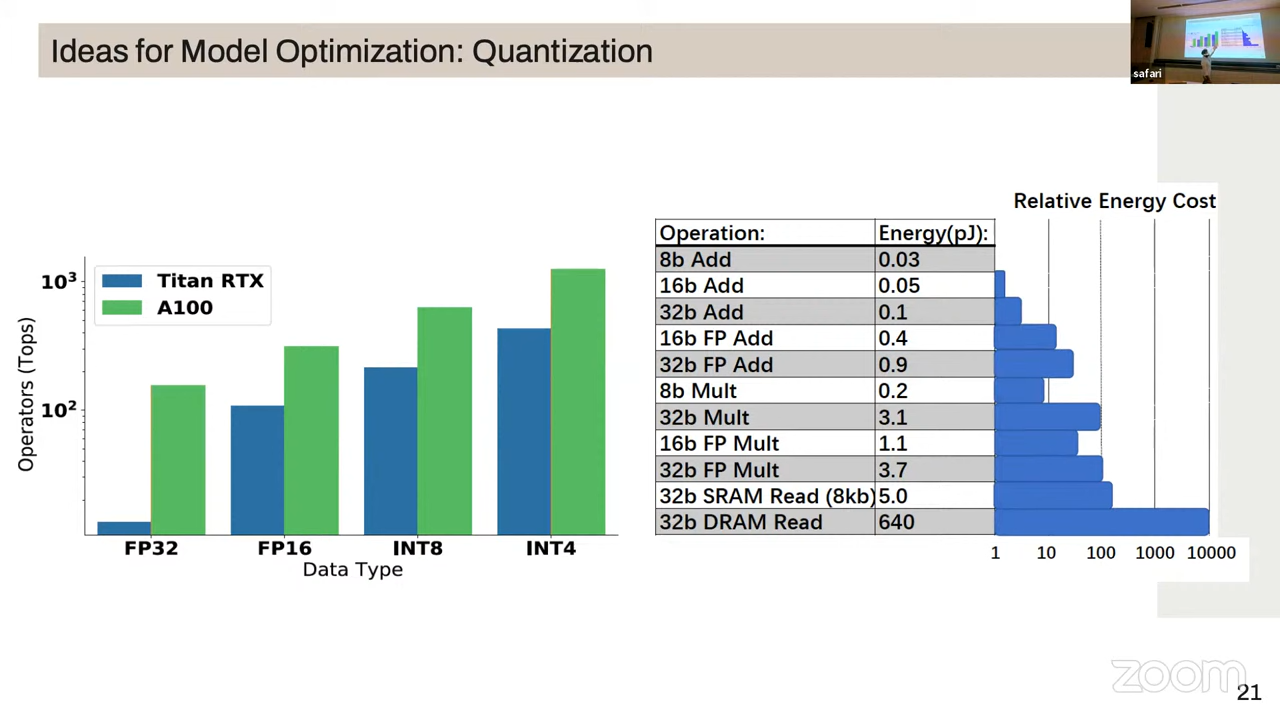 Ideas for Model Optimization: Quantization
safari
Operators (Tops)
10³
10²
Titan RTX
A100
FP32 FP16 INT8 INT4
Data Type
Relative Energy Cost
Operation: Energy(pJ):
8b Add 0.03
16b Add 0.05
32b Add 0.1
16b FP Add 0.4
32b FP Add 0.9
8b Mult 0.2
32b Mult 3.1
16b FP Mult 1.1
32b FP Mult 3.7
32b SRAM Read (8kb) 5.0
32b DRAM Read 640
1 10 100 1000 10000
zoom
21